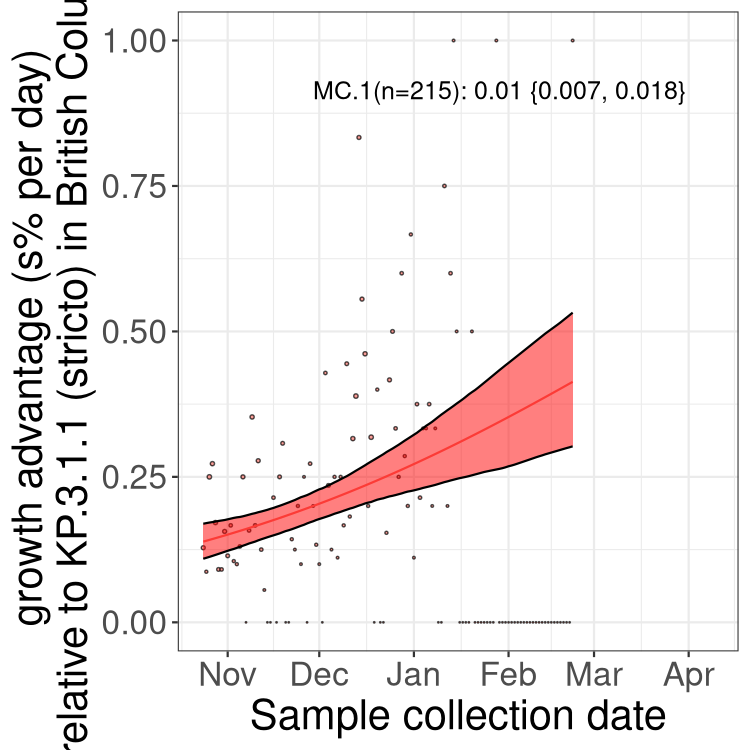 growth advantage (s% per day)
relative to KP.3.1.1 (stricto) in British Colu
1.00
0.75
0.50
0.25
0.00
MC.1(n=215): 0.01 {0.007, 0.018}
Nov Dec Jan Feb Mar Apr
Sample collection date